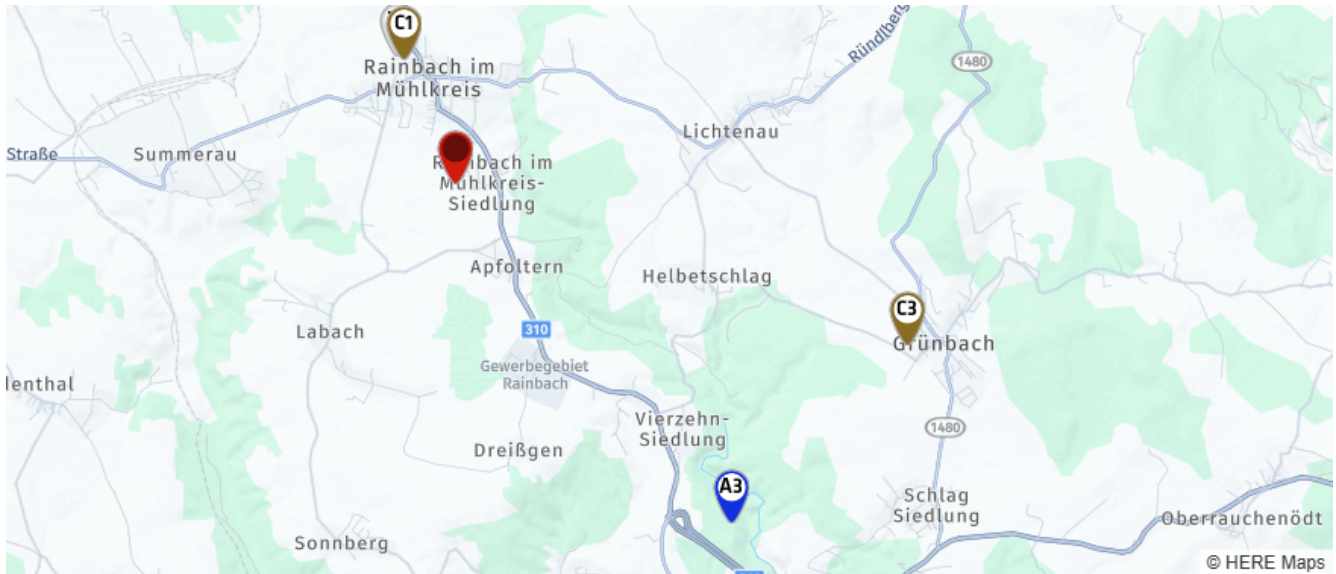 C1
Rainbach im
Mühlkreis
Ründlberg
1480
Lichtenau
Straße
Summerau
Rainbach im
Mühlkreis-
Siedlung
Apfoltern
Helbetschlag
C3
Grünbach
310
Labach
Gewerbegebiet
Rainbach
lenthal
Vierzehn-
Siedlung
1480
Dreißgen
A3
Schlag
Siedlung
Oberrauchenödt
Sonnberg
© HERE Maps